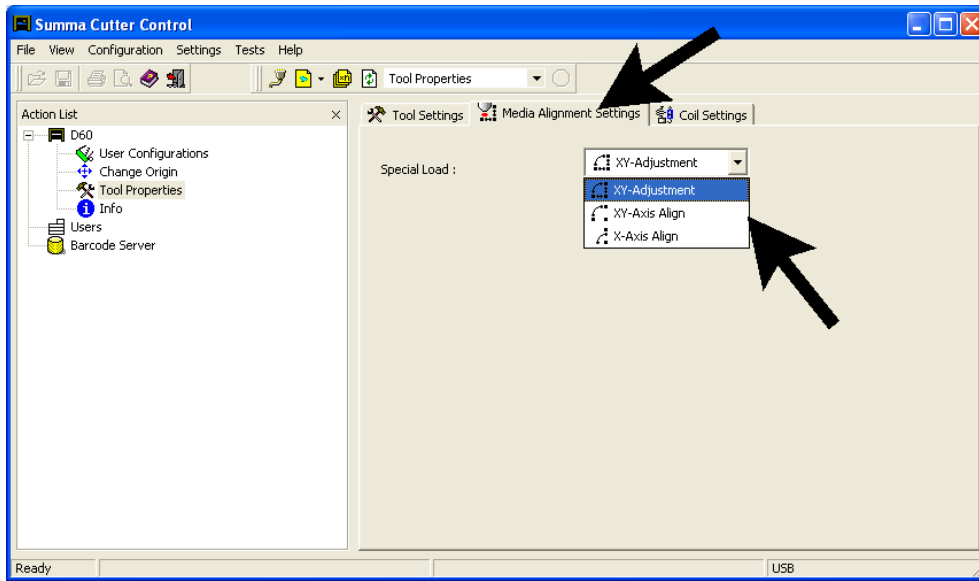 Summa Cutter Control
File View Configuration Settings Tests Help
Tool Properties
Action List
D60
User Configurations
Change Origin
Tool Properties
Info
Users
Barcode Server
Tool Settings Media Alignment Settings Coil Settings
Special Load :
XY-Adjustment
XY-Adjustment
XY-Axis Align
X-Axis Align
Ready USB